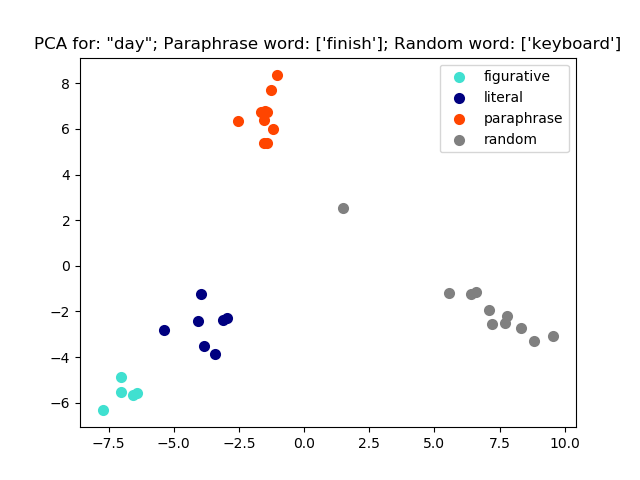 PCA for: "day"; Paraphrase word: ['finish']; Random word: ['keyboard']
figurative
literal
paraphrase
random
8
6
4
2
0
−2
−4
−6
−7.5 −5.0 −2.5 0.0 2.5 5.0 7.5 10.0